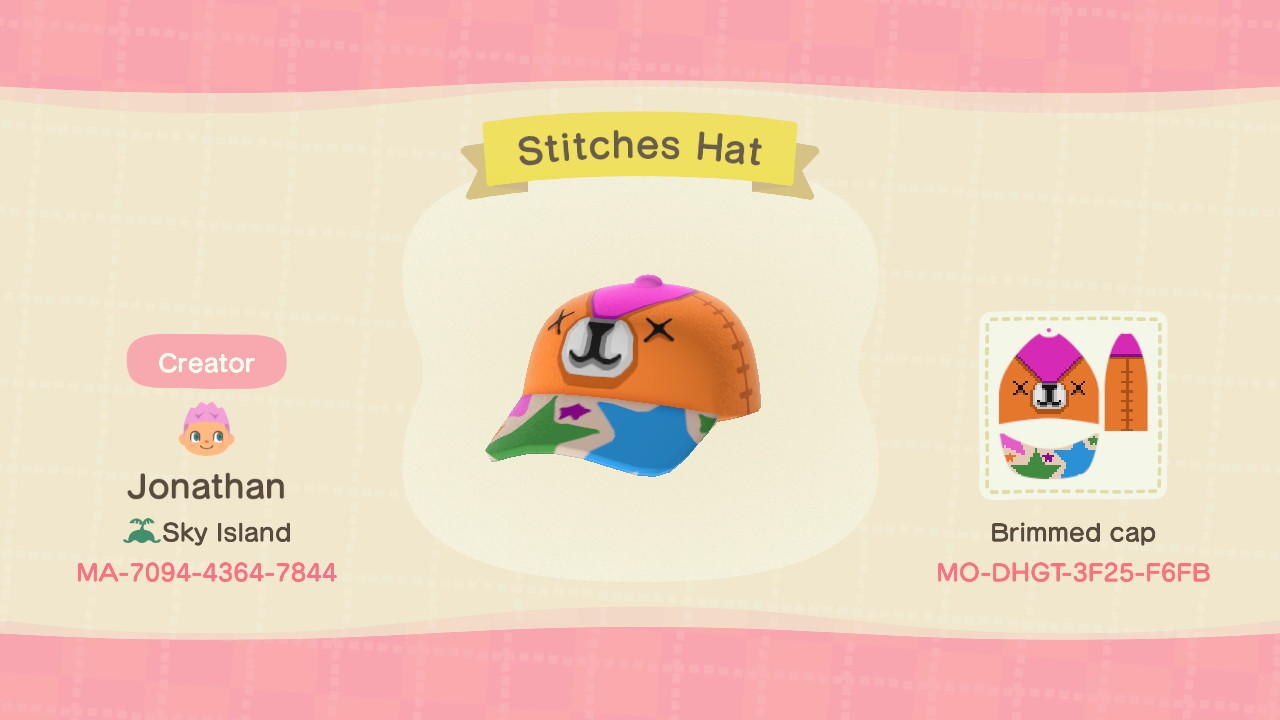 Stitches Hat
Creator
Jonathan
Sky Island
MA-7094-4364-7844
Brimmed cap
MO-DHGT-3F25-F6FB